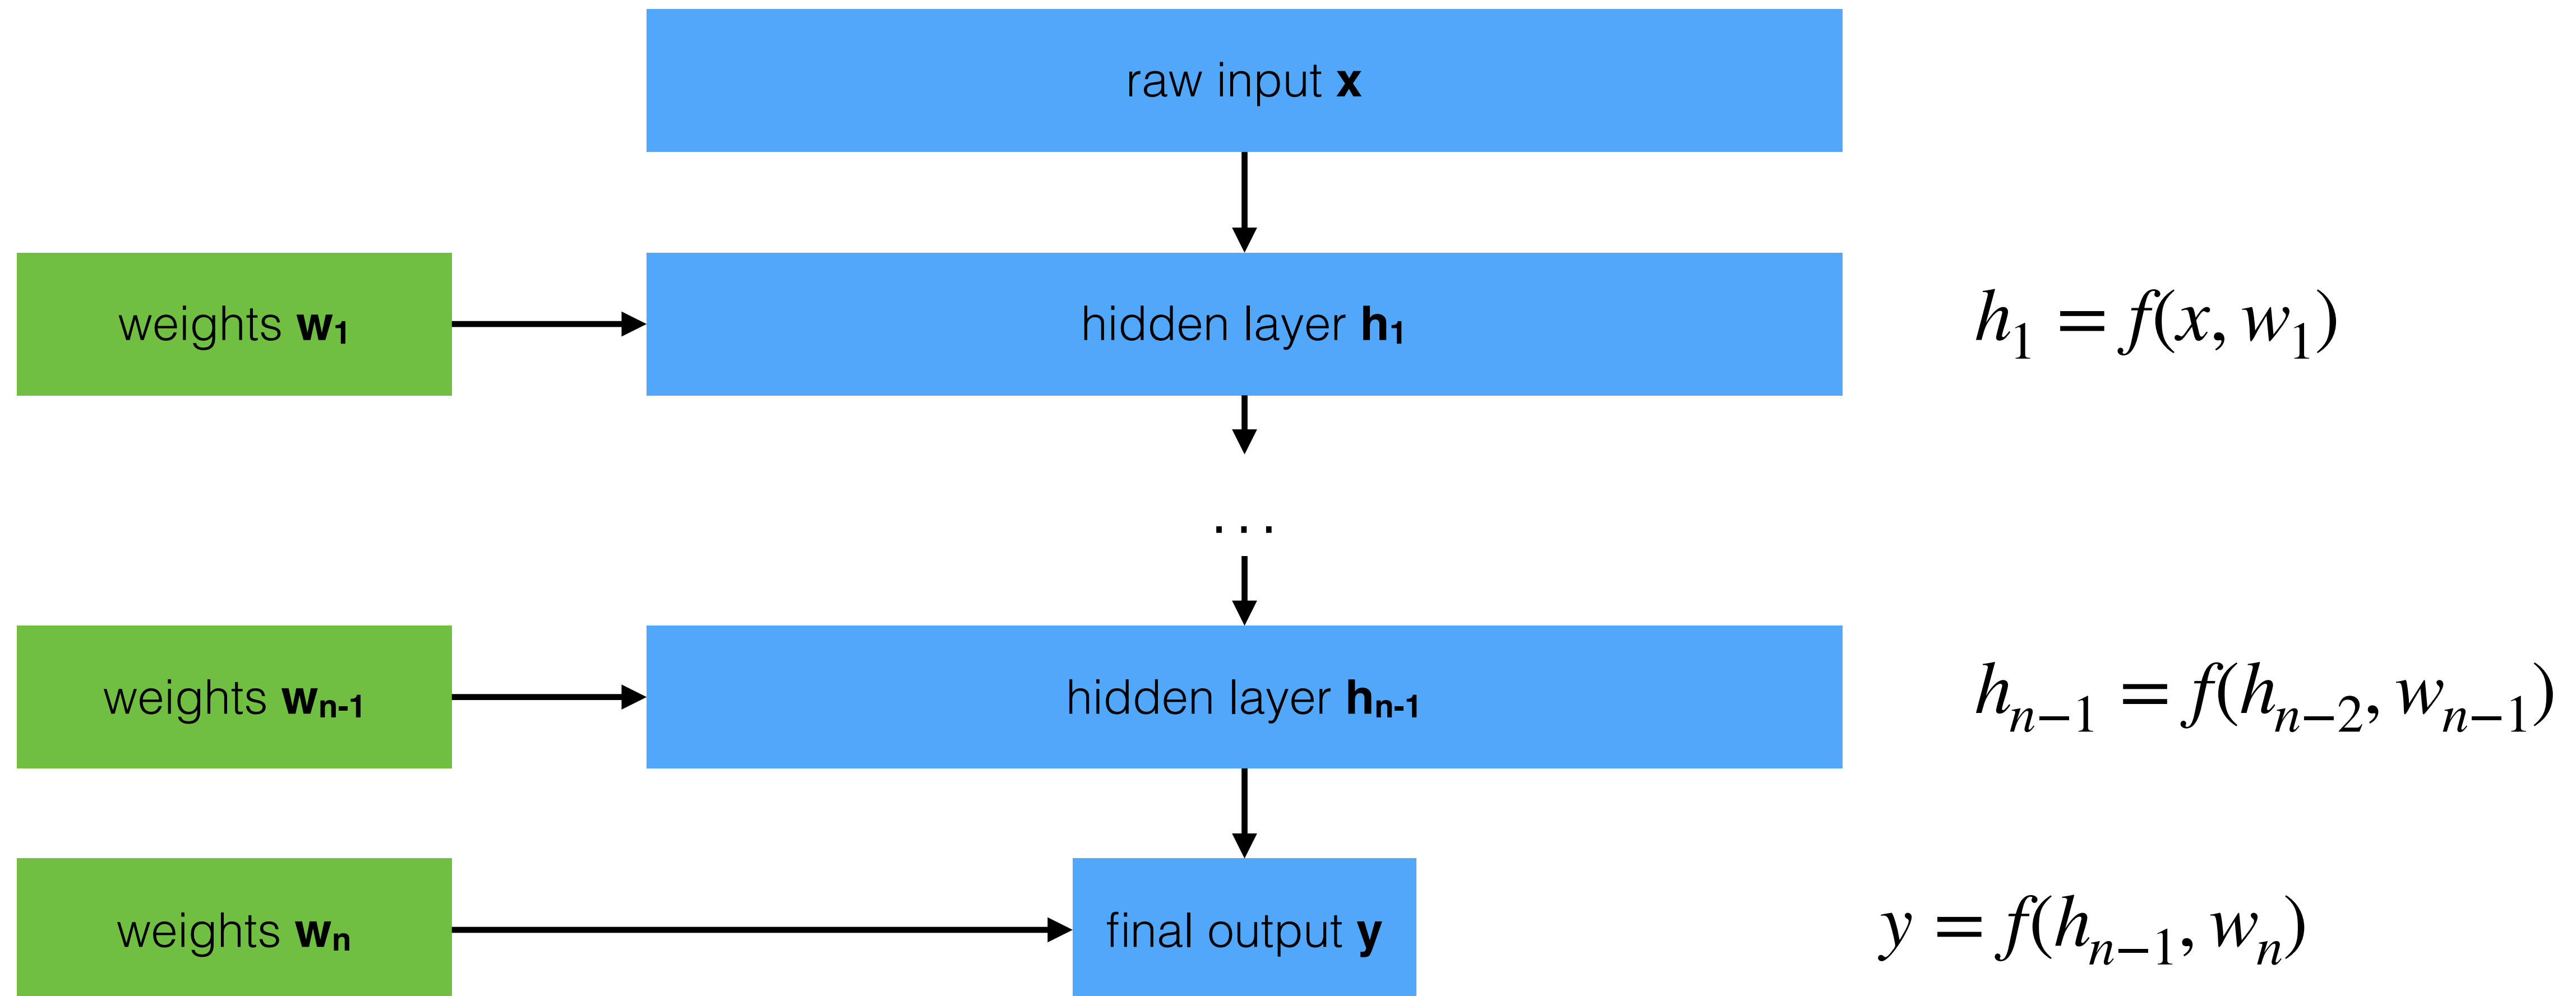 raw input x
weights w₁ hidden layer h₁ h₁ = f(x, w₁)
...
weights wₙ₋₁ hidden layer hₙ₋₁ hₙ₋₁ = f(hₙ₋₂, wₙ₋₁)
weights wₙ final output y y = f(hₙ₋₁, wₙ)